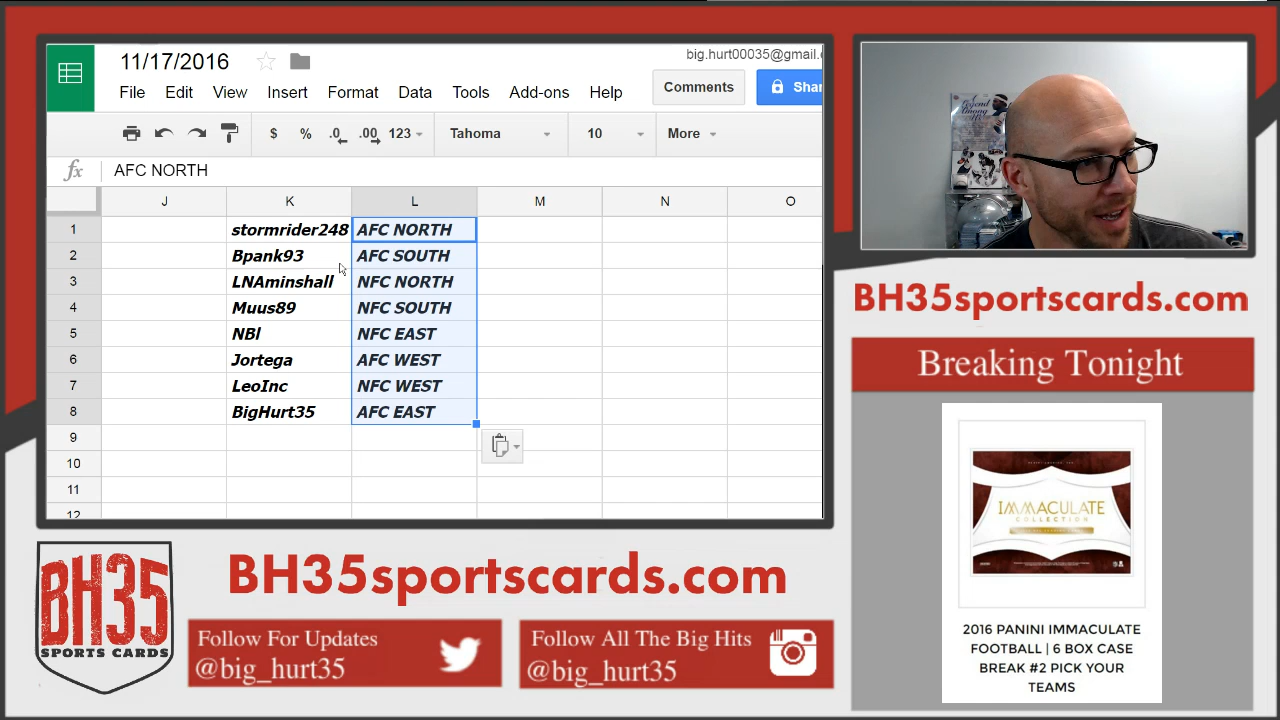 11/17/2016
big.hurt00035@gmail.c
File Edit View Insert Format Data Tools Add-ons Help
Comments
Shar
$ % .0 .00 123 Tahoma 10 More
fx AFC NORTH
J K L M N O
1 stormrider248 AFC NORTH
2 Bpank93 AFC SOUTH
3 LNAminshall NFC NORTH
4 Muus89 NFC SOUTH
5 NBl NFC EAST
6 Jortega AFC WEST
7 LeoInc NFC WEST
8 BigHurt35 AFC EAST
9
10
11
12
BH35sportscards.com
Breaking Tonight
IMMACULATE
COLLECTION
2016 PANINI IMMACULATE
FOOTBALL | 6 BOX CASE
BREAK #2 PICK YOUR
TEAMS
BH35
SPORTS CARDS
BH35sportscards.com
Follow For Updates
@big_hurt35
Follow All The Big Hits
@big_hurt35